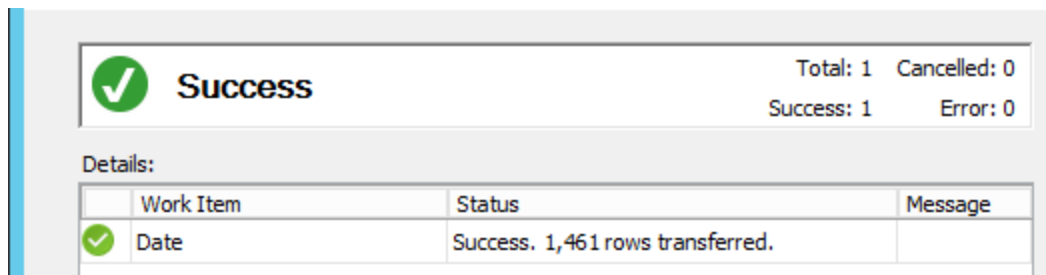 Success
Total: 1 Cancelled: 0
Success: 1 Error: 0
Details:
Work Item Status Message
Date Success. 1,461 rows transferred.